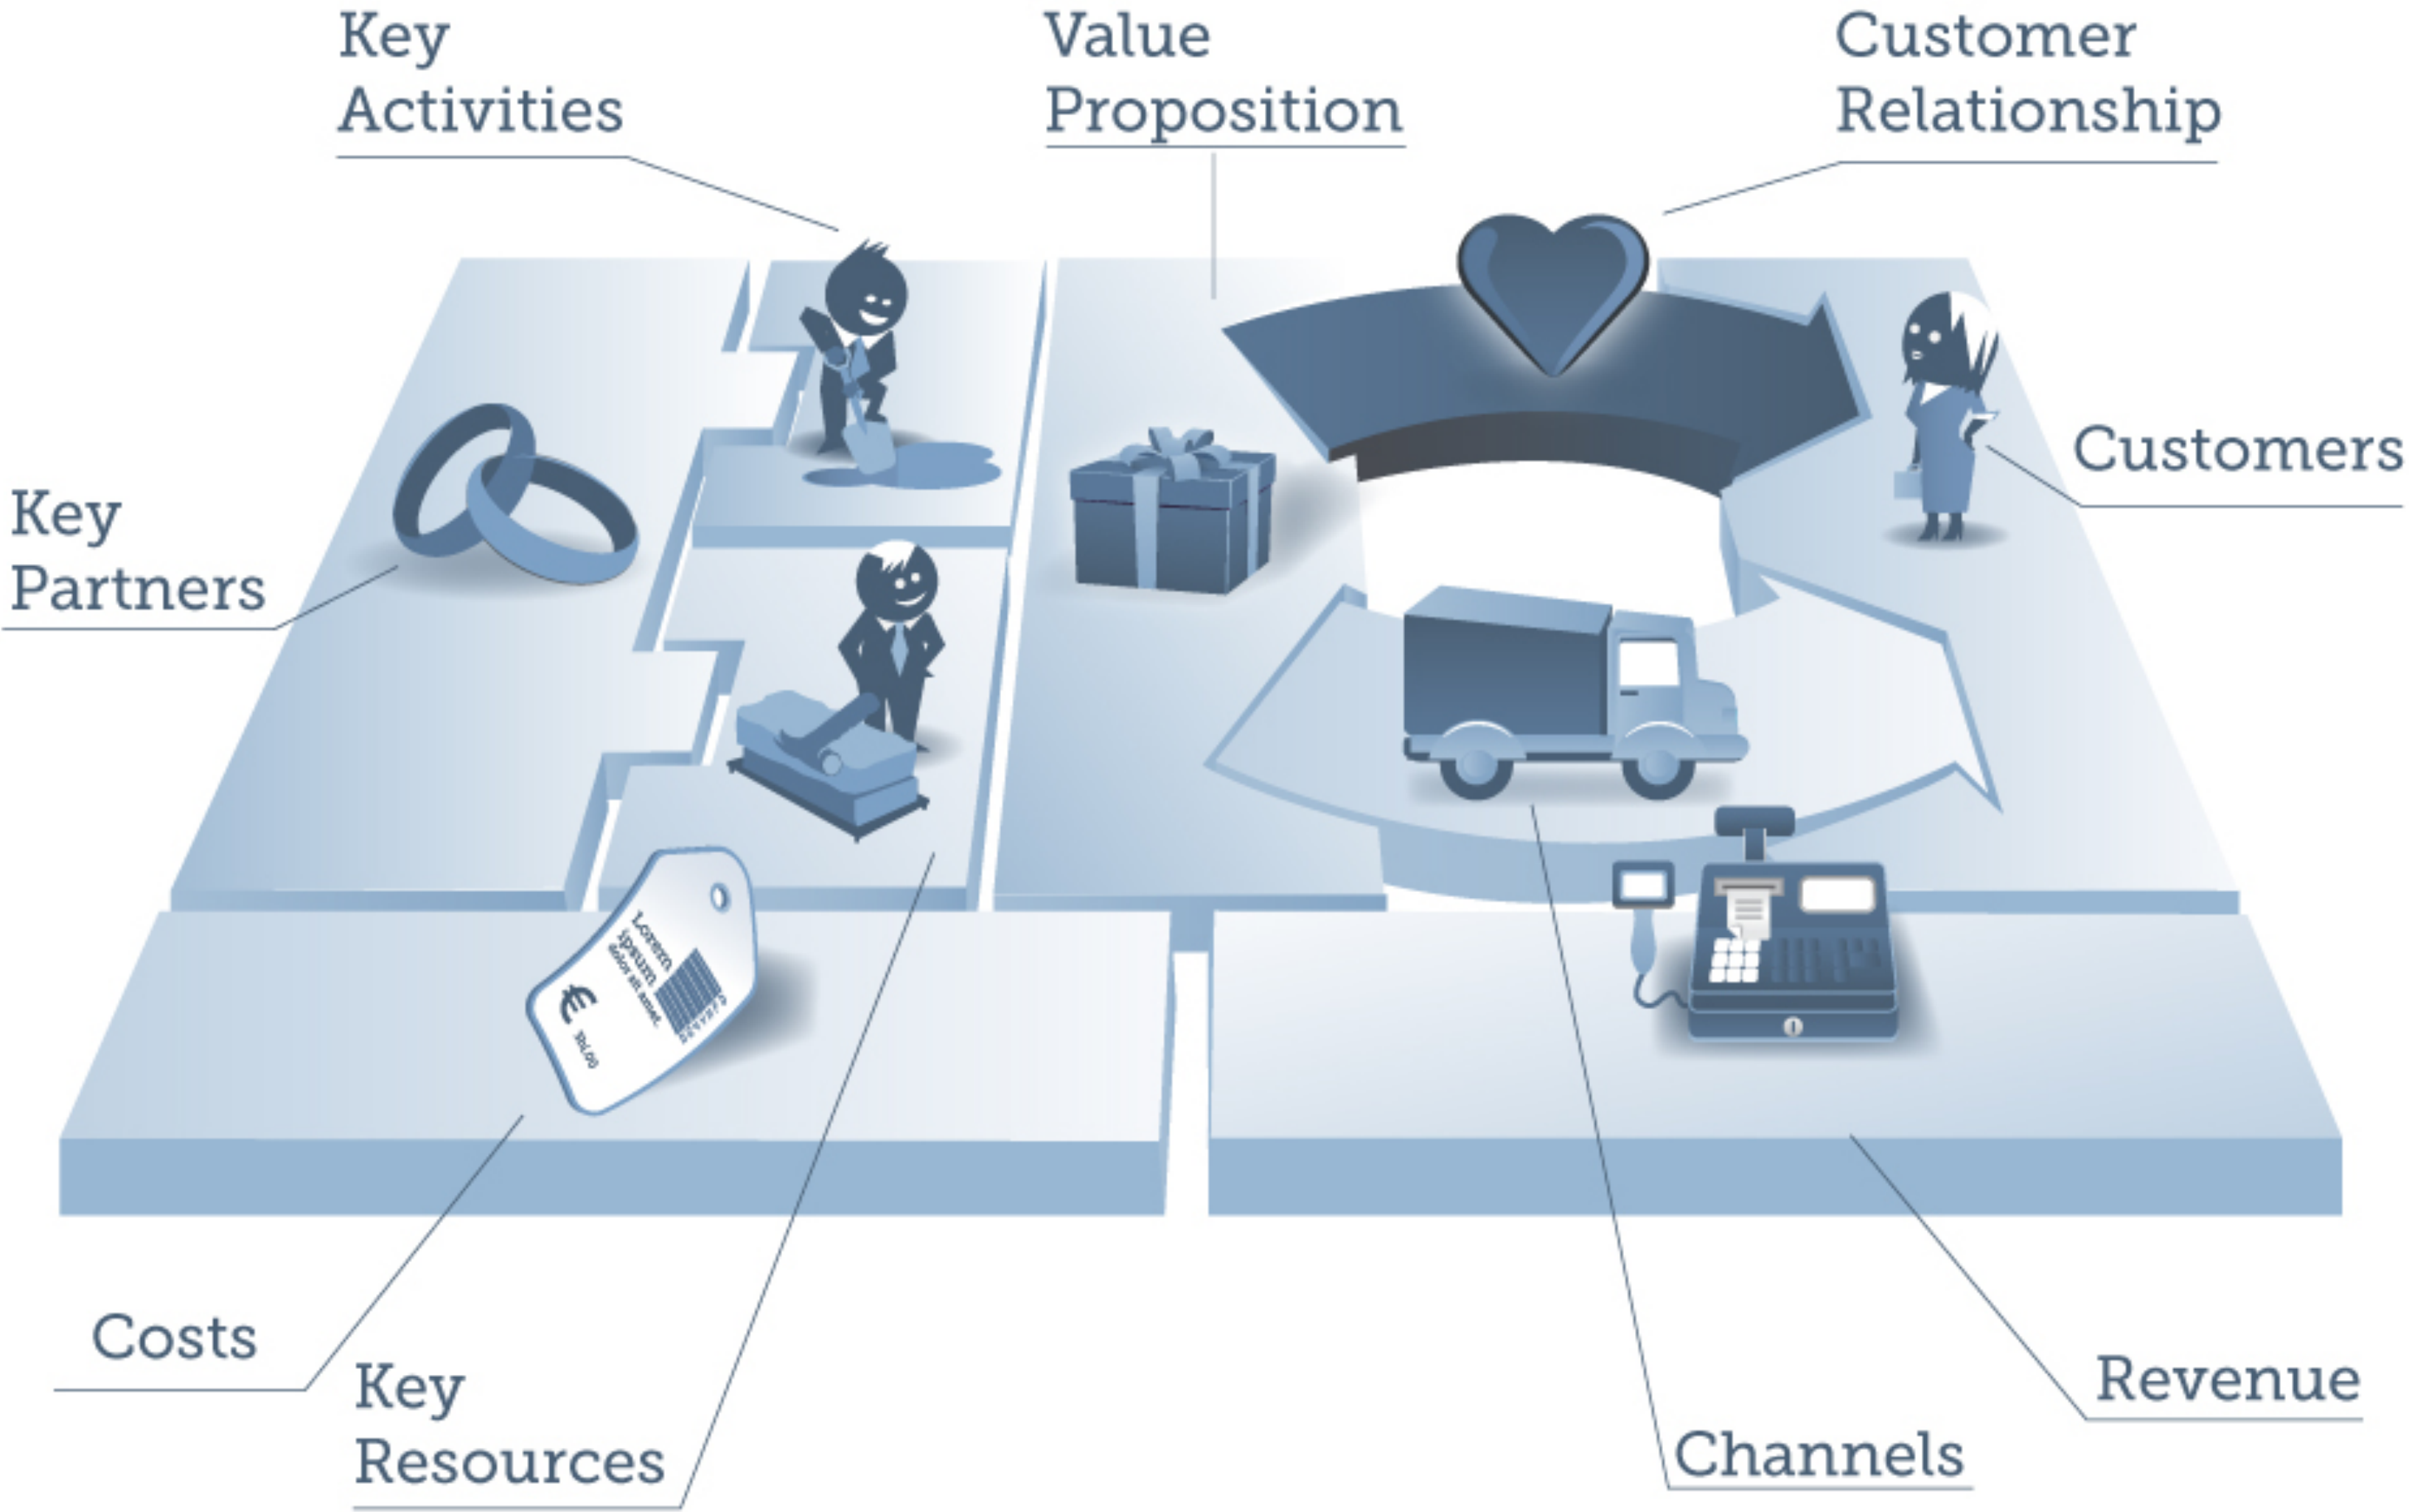 Key
Activities
Value
Proposition
Customer
Relationship
Customers
Key
Partners
Lorem
ipsum
dolor sit amet.
€
Costs
Key
Resources
Revenue
Channels